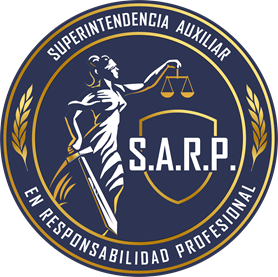 SUPERINTENDENCIA AUXILIAR
S.A.R.P.
EN RESPONSABILIDAD PROFESIONAL